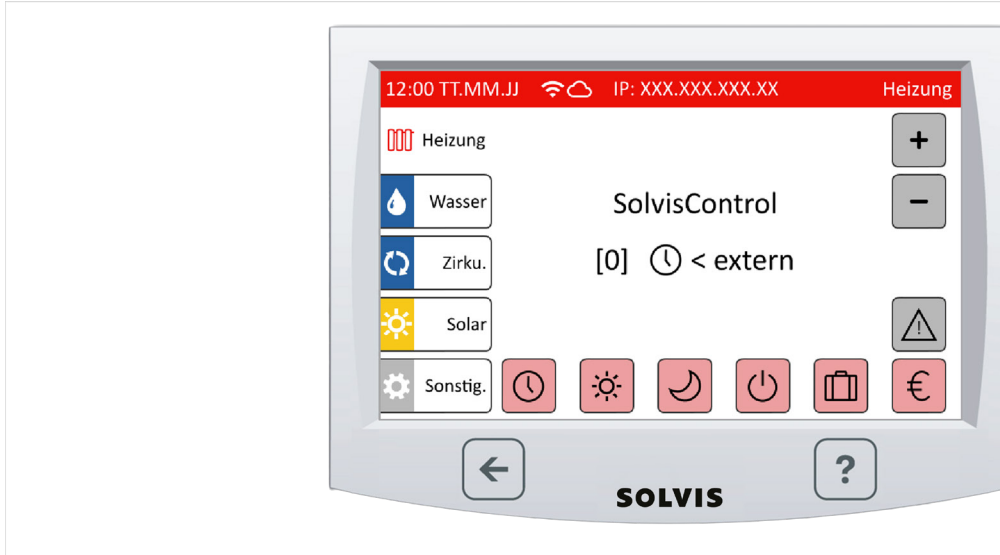 12:00 TT.MM.JJ IP: XXX.XXX.XXX.XX Heizung
Heizung
+
Wasser
SolvisControl
−
Zirku.
[0] < extern
Solar
!
Sonstig.
€
?
SOLVIS